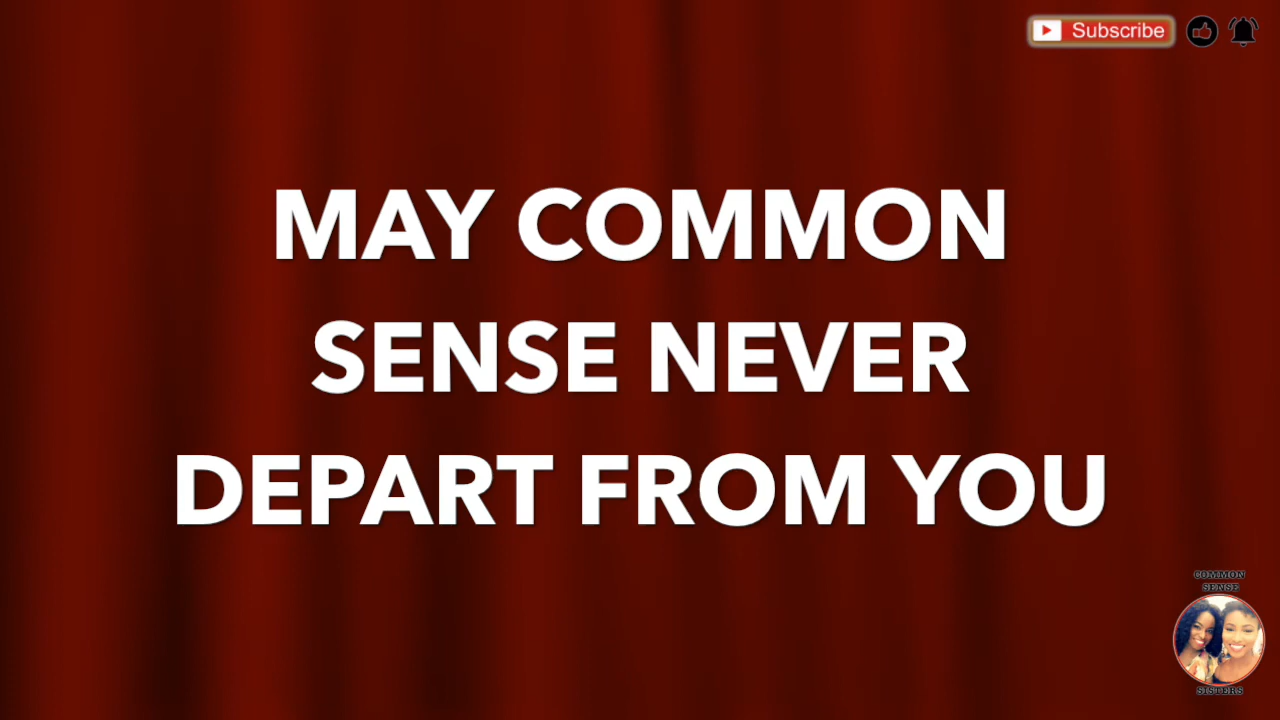 Subscribe
MAY COMMON
SENSE NEVER
DEPART FROM YOU
COMMON
SENSE
SISTERS